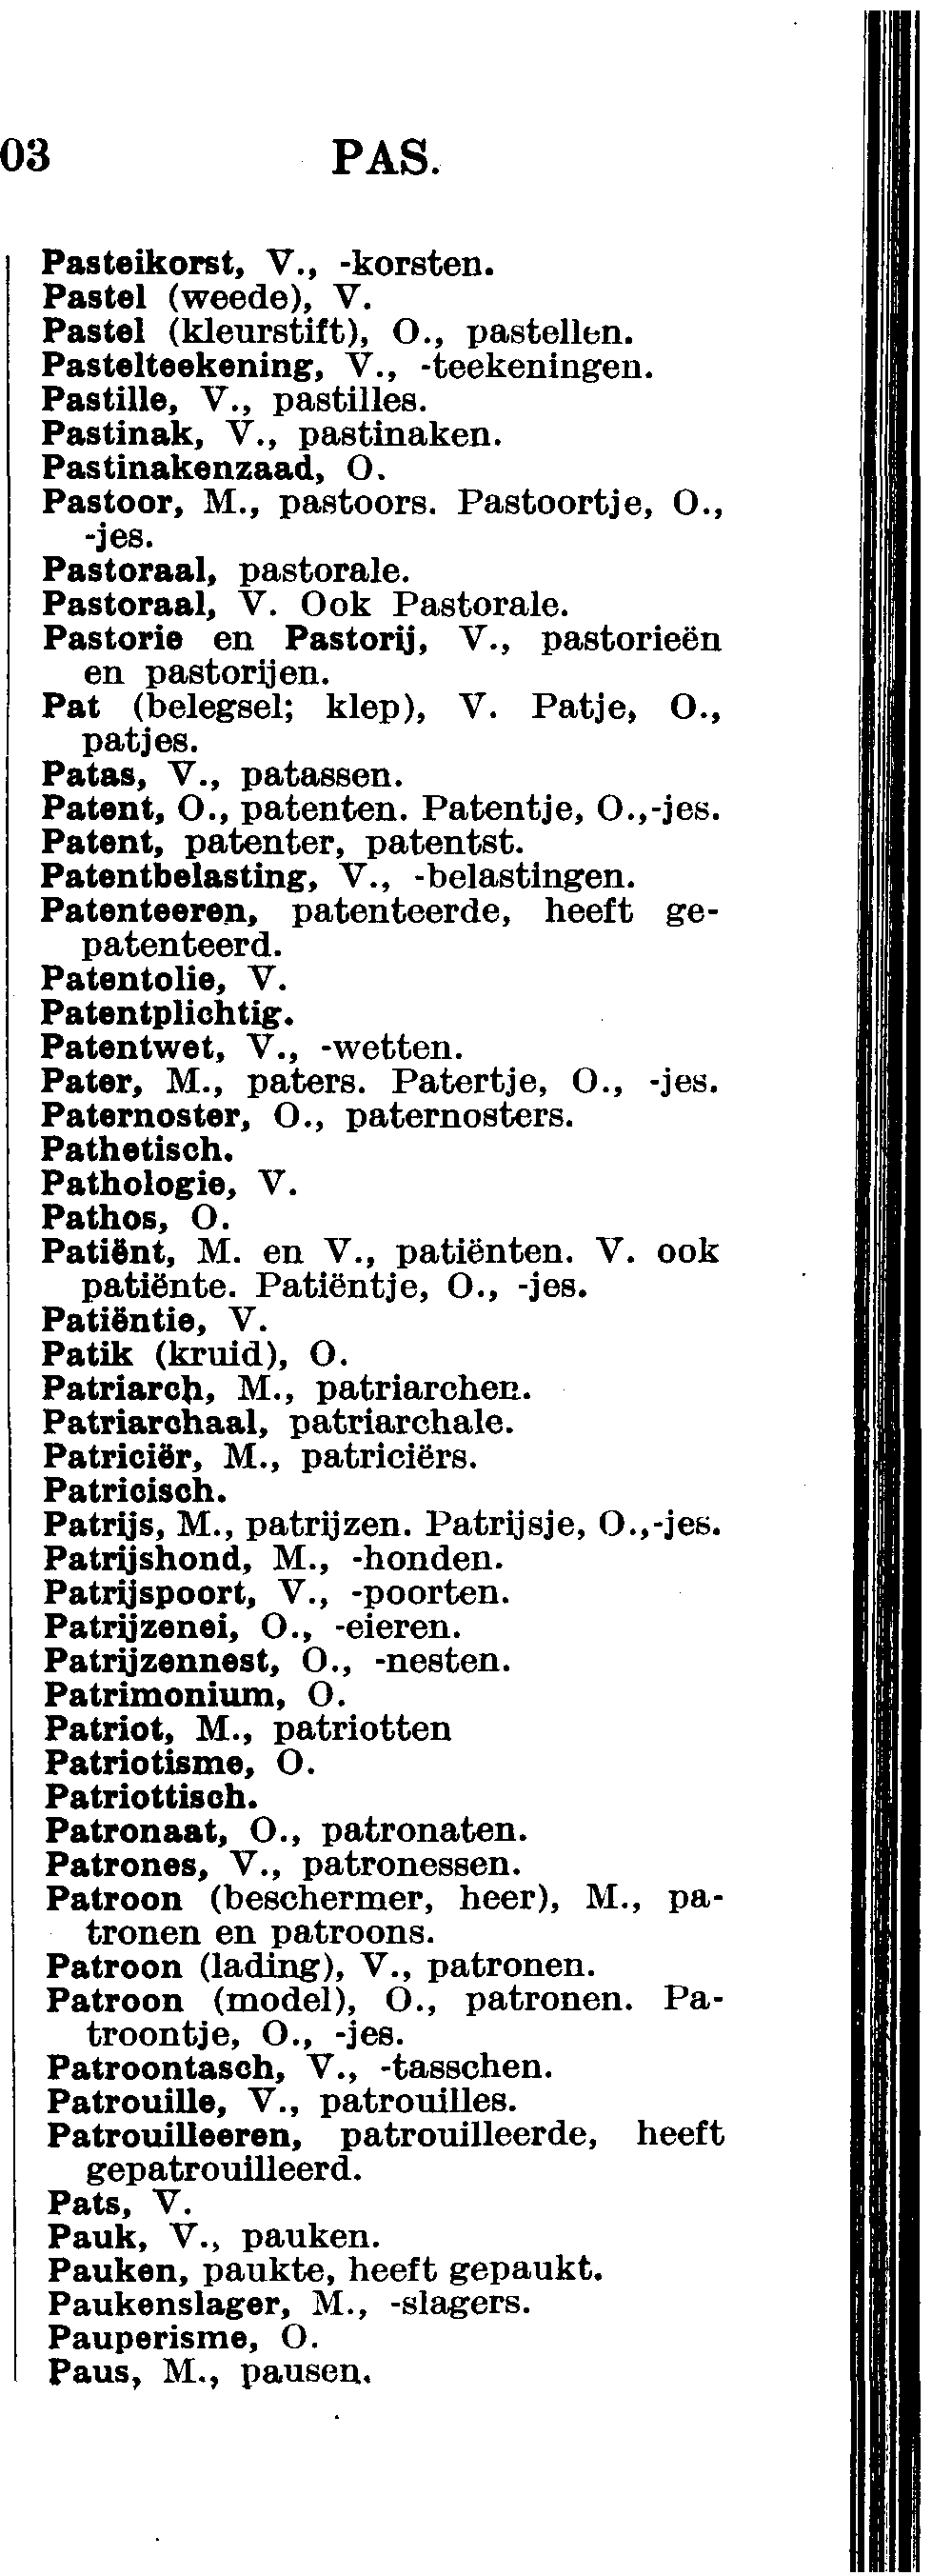 03 PAS.
Pasteikorst, V., -korsten.
Pastel (weede), V.
Pastel (kleurstift), O., pastellen.
Pastelteekening, V., -teekeningen.
Pastille, V., pastilles.
Pastinak, V., pastinaken.
Pastinakenzaad, O.
Pastoor, M., pastoors. Pastoortje, O.,
-jes.
Pastoraal, pastorale.
Pastoraal, V. Ook Pastorale.
Pastorie en Pastorij, V., pastorieën
en pastorijen.
Pat (belegsel; klep), V. Patje, O.,
patjes.
Patas, V., patassen.
Patent, O., patenten. Patentje, O.,-jes.
Patent, patenter, patentst.
Patentbelasting, V., -belastingen.
Patenteeren, patenteerde, heeft ge-
patenteerd.
Patentolie, V.
Patentplichtig.
Patentwet, V., -wetten.
Pater, M., paters. Patertje, O., -jes.
Paternoster, O., paternosters.
Pathetisch.
Pathologie, V.
Pathos, O.
Patiënt, M. en V., patiënten. V. ook
patiënte. Patiëntje, O., -jes.
Patiëntie, V.
Patik (kruid), O.
Patriarch, M., patriarchen.
Patriarchaal, patriarchale.
Patriciër, M., patriciërs.
Patricisch.
Patrijs, M., patrijzen. Patrijsje, O.,-jes.
Patrijshond, M., -honden.
Patrijspoort, V., -poorten.
Patrijzenei, O., -eieren.
Patrijzennest, O., -nesten.
Patrimonium, O.
Patriot, M., patriotten
Patriotisme, O.
Patriottisch.
Patronaat, O., patronaten.
Patrones, V., patronessen.
Patroon (beschermer, heer), M., pa-
tronen en patroons.
Patroon (lading), V., patronen.
Patroon (model), O., patronen. Pa-
troontje, O., -jes.
Patroontasch, V., -tasschen.
Patrouille, V., patrouilles.
Patrouilleeren, patrouilleerde, heeft
gepatrouilleerd.
Pats, V.
Pauk, V., pauken.
Pauken, paukte, heeft gepaukt.
Paukenslager, M., -slagers.
Pauperisme, O.
Paus, M., pausen.